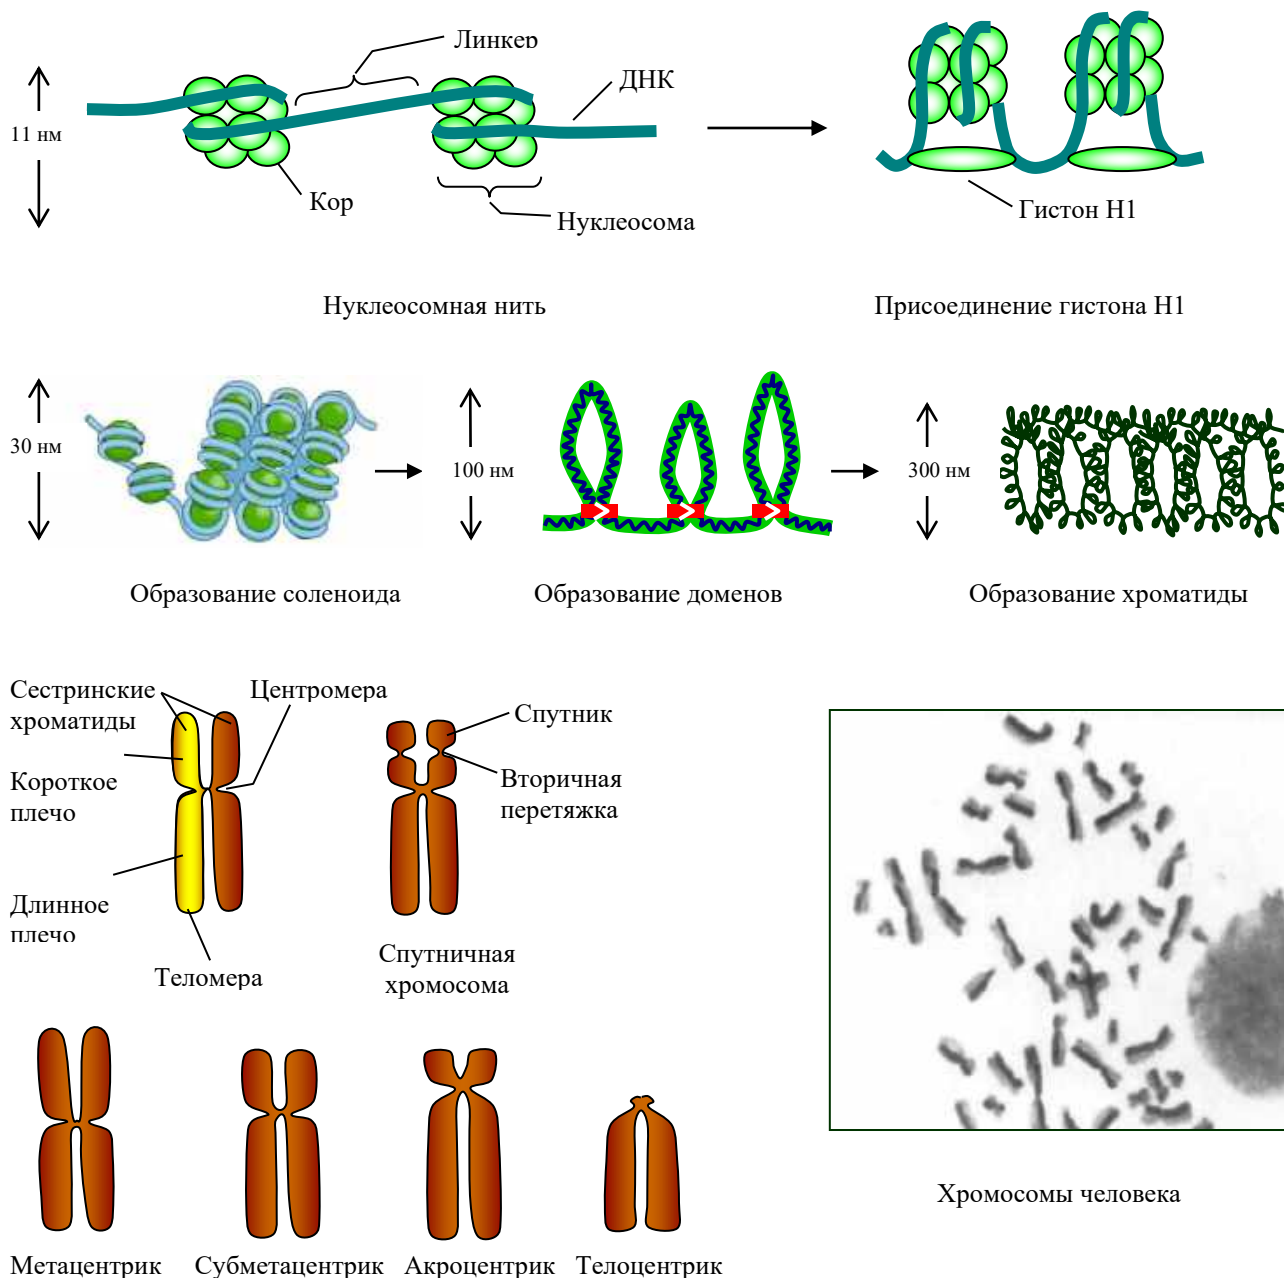 Линкер
ДНК
11 нм
Кор
Нуклеосома
Гистон Н1
Нуклеосомная нить
Присоединение гистона Н1
30 нм
100 нм
300 нм
Образование соленоида
Образование доменов
Образование хроматиды
Сестринские
хроматиды
Центромера
Короткое
плечо
Длинное
плечо
Теломера
Спутник
Вторичная
перетяжка
Спутничная
хромосома
Хромосомы человека
Метацентрик
Субметацентрик
Акроцентрик
Телоцентрик